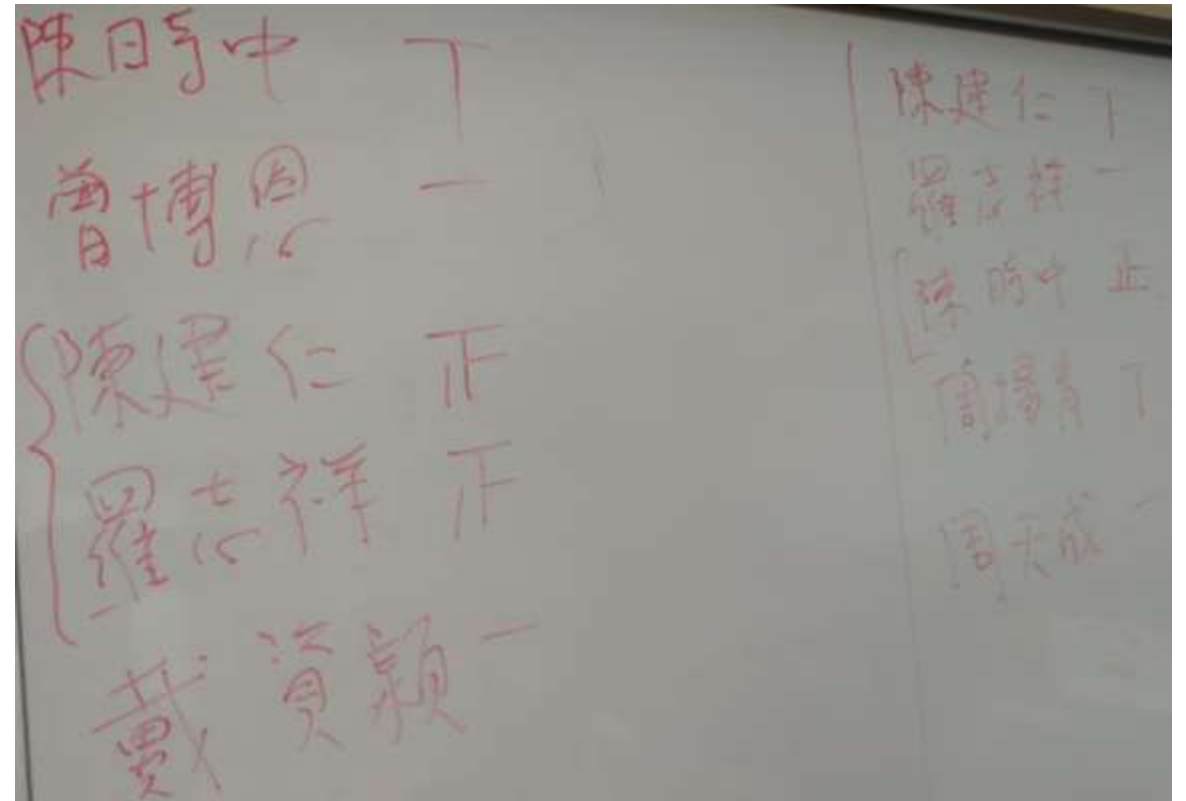 陳時中 丅
曾博恩 一
陳建仁 正
羅志祥 正
戴資穎 一
陳建仁 丅
羅志祥 一
陳時中 止
周揚青 丅
周天成 一